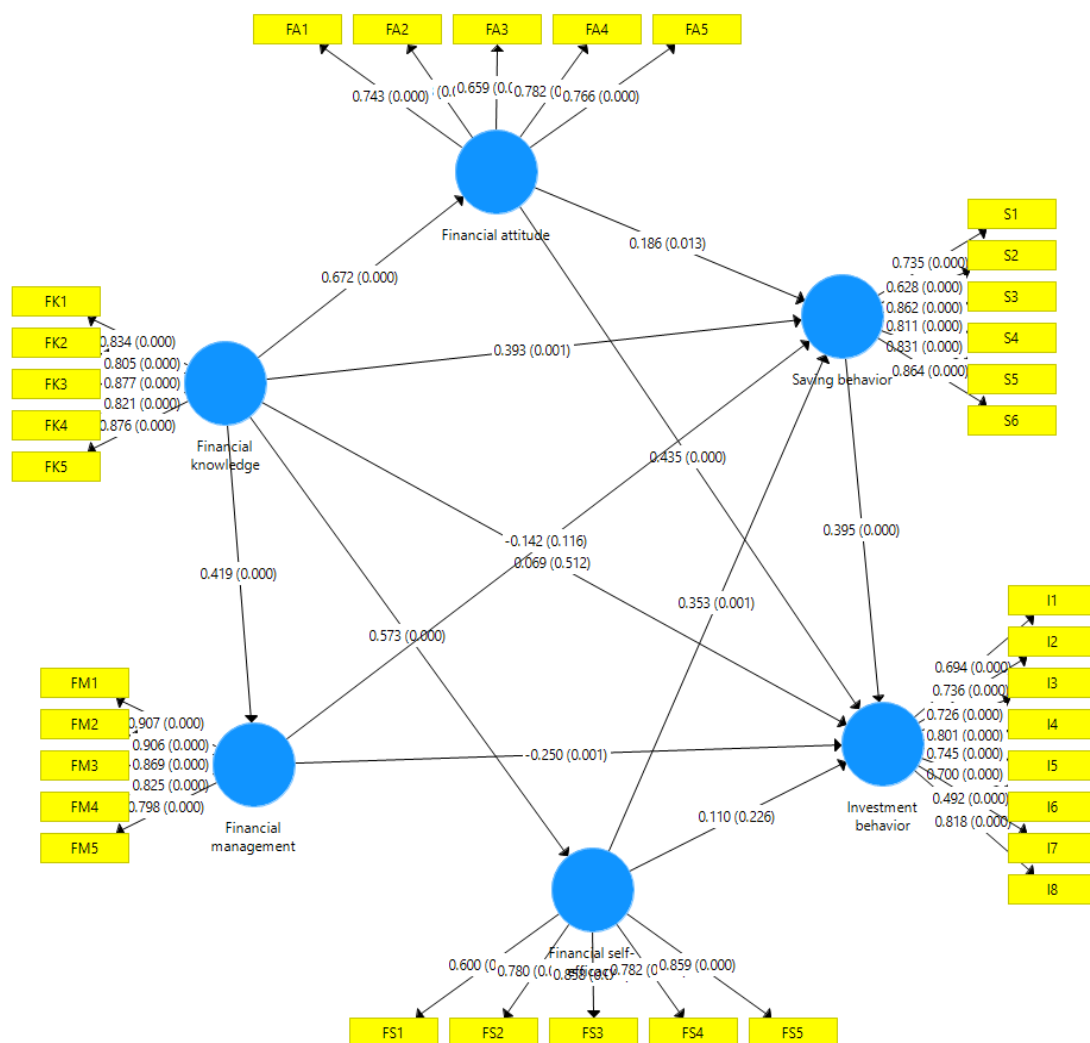 FA1 FA2 FA3 FA4 FA5
0.743 (0.000)
0.659
0.782
0.766 (0.000)
Financial attitude
0.186 (0.013)
S1
S2
S3
S4
S5
S6
0.735 (0.000)
0.628 (0.000)
0.862 (0.000)
0.811 (0.000)
0.831 (0.000)
0.864 (0.000)
Saving behavior
0.672 (0.000)
0.393 (0.001)
FK1
FK2
FK3
FK4
FK5
0.834 (0.000)
0.805 (0.000)
0.877 (0.000)
0.821 (0.000)
0.876 (0.000)
Financial
knowledge
0.435 (0.000)
-0.142 (0.116)
0.069 (0.512)
0.395 (0.000)
0.419 (0.000)
0.353 (0.001)
0.573 (0.000)
I1
I2
I3
I4
I5
I6
I7
I8
0.694 (0.000)
0.736 (0.000)
0.726 (0.000)
0.801 (0.000)
0.745 (0.000)
0.700 (0.000)
0.492 (0.000)
0.818 (0.000)
Investment
behavior
FM1
FM2
FM3
FM4
FM5
0.907 (0.000)
0.906 (0.000)
0.869 (0.000)
0.825 (0.000)
0.798 (0.000)
Financial
management
-0.250 (0.001)
0.110 (0.226)
Financial self-
efficacy
0.600
0.780
0.858
0.782
0.859 (0.000)
FS1 FS2 FS3 FS4 FS5